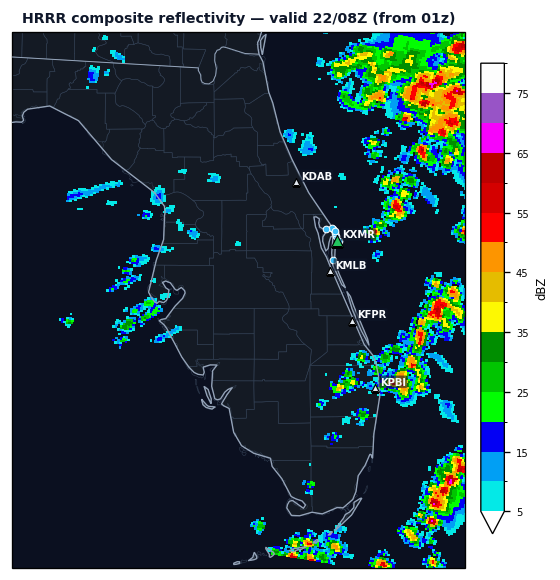 HRRR composite reflectivity — valid 22/08Z (from 01z)
KDAB
KXMR
KMLB
KFPR
KPBI
75
65
55
45
35
25
15
5
dBZ